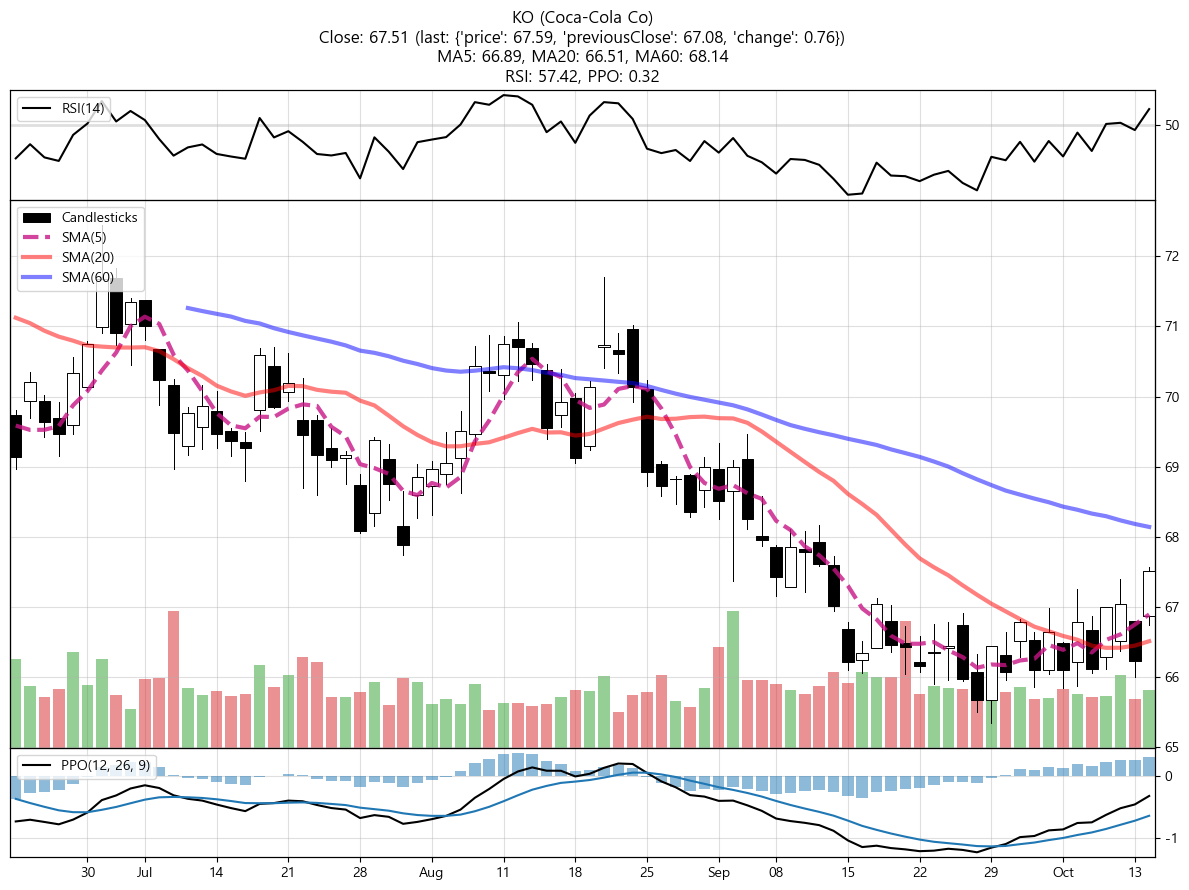 KO (Coca-Cola Co)
Close: 67.51 (last: {'price': 67.59, 'previousClose': 67.08, 'change': 0.76})
MA5: 66.89, MA20: 66.51, MA60: 68.14
RSI: 57.42, PPO: 0.32
RSI(14)
50
Candlesticks
SMA(5)
SMA(20)
SMA(60)
72
71
70
69
68
67
66
65
PPO(12, 26, 9)
0
-1
30 Jul 14 21 28 Aug 11 18 25 Sep 08 15 22 29 Oct 13